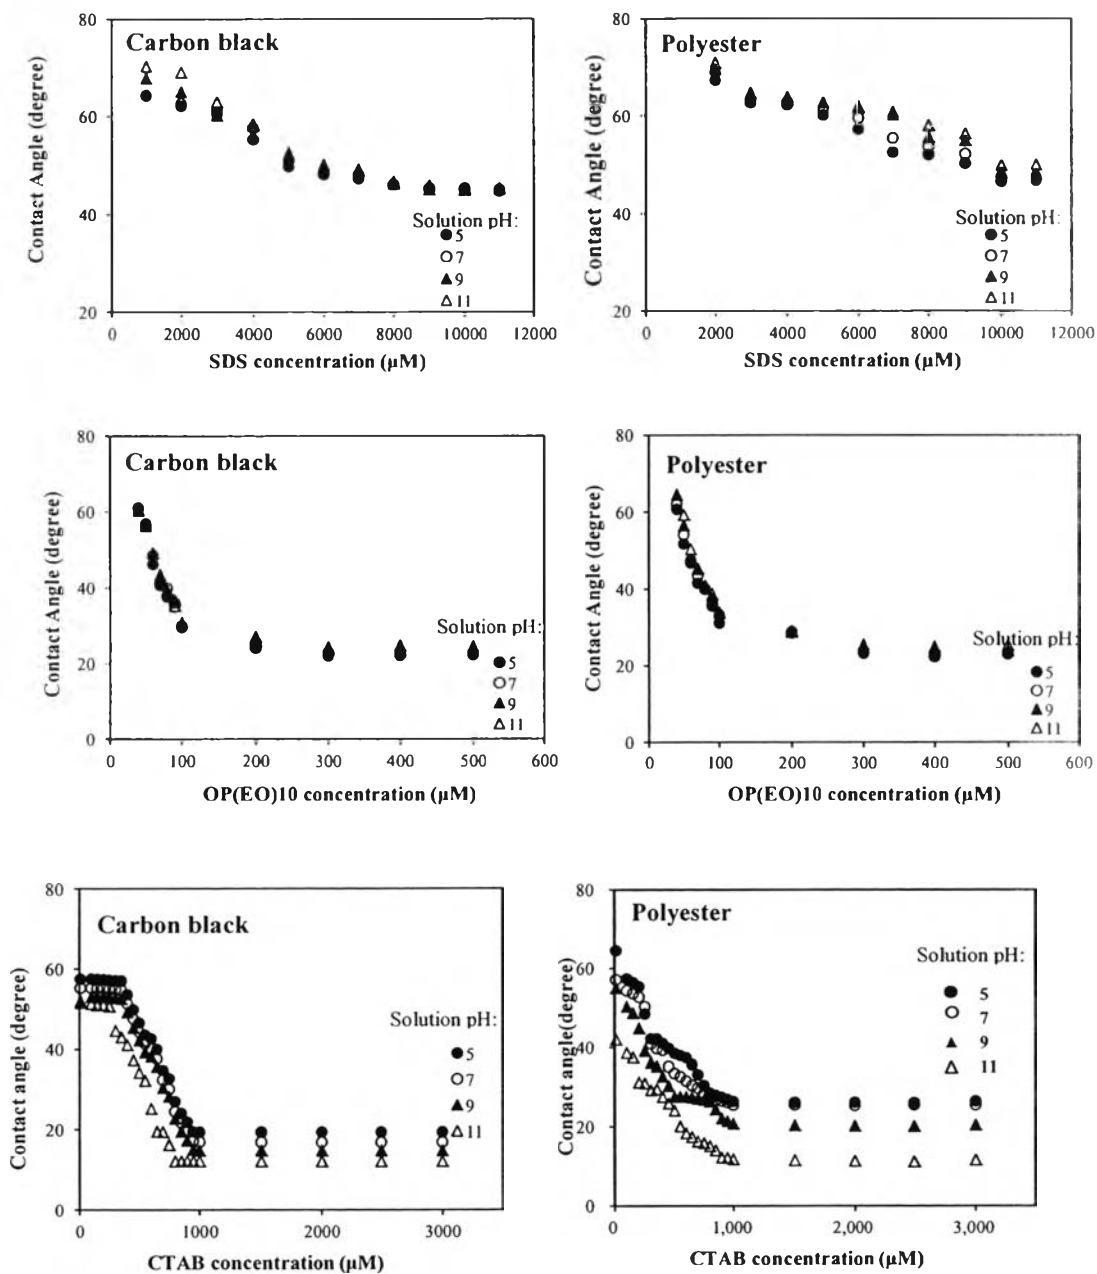 80
60
40
20
Contact Angle (degree)
Carbon black
Solution pH:
5
7
9
11
0 2000 4000 6000 8000 10000 12000
SDS concentration (µM)
80
60
40
20
Contact Angle (degree)
Polyester
Solution pH:
5
7
9
11
0 2000 4000 6000 8000 10000 12000
SDS concentration (µM)
80
60
40
20
0
Contact Angle (degree)
Carbon black
Solution pH:
5
7
9
11
0 100 200 300 400 500 600
OP(EO)10 concentration (µM)
80
60
40
20
0
Contact Angle (degree)
Polyester
Solution pH:
5
7
9
11
0 100 200 300 400 500 600
OP(EO)10 concentration (µM)
80
60
40
20
0
Contact angle (degree)
Carbon black
Solution pH:
5
7
9
11
0 1000 2000 3000
CTAB concentration (µM)
80
60
40
20
0
Contact angle(degree)
Polyester
Solution pH:
5
7
9
11
0 1,000 2,000 3,000
CTAB concentration (µM)